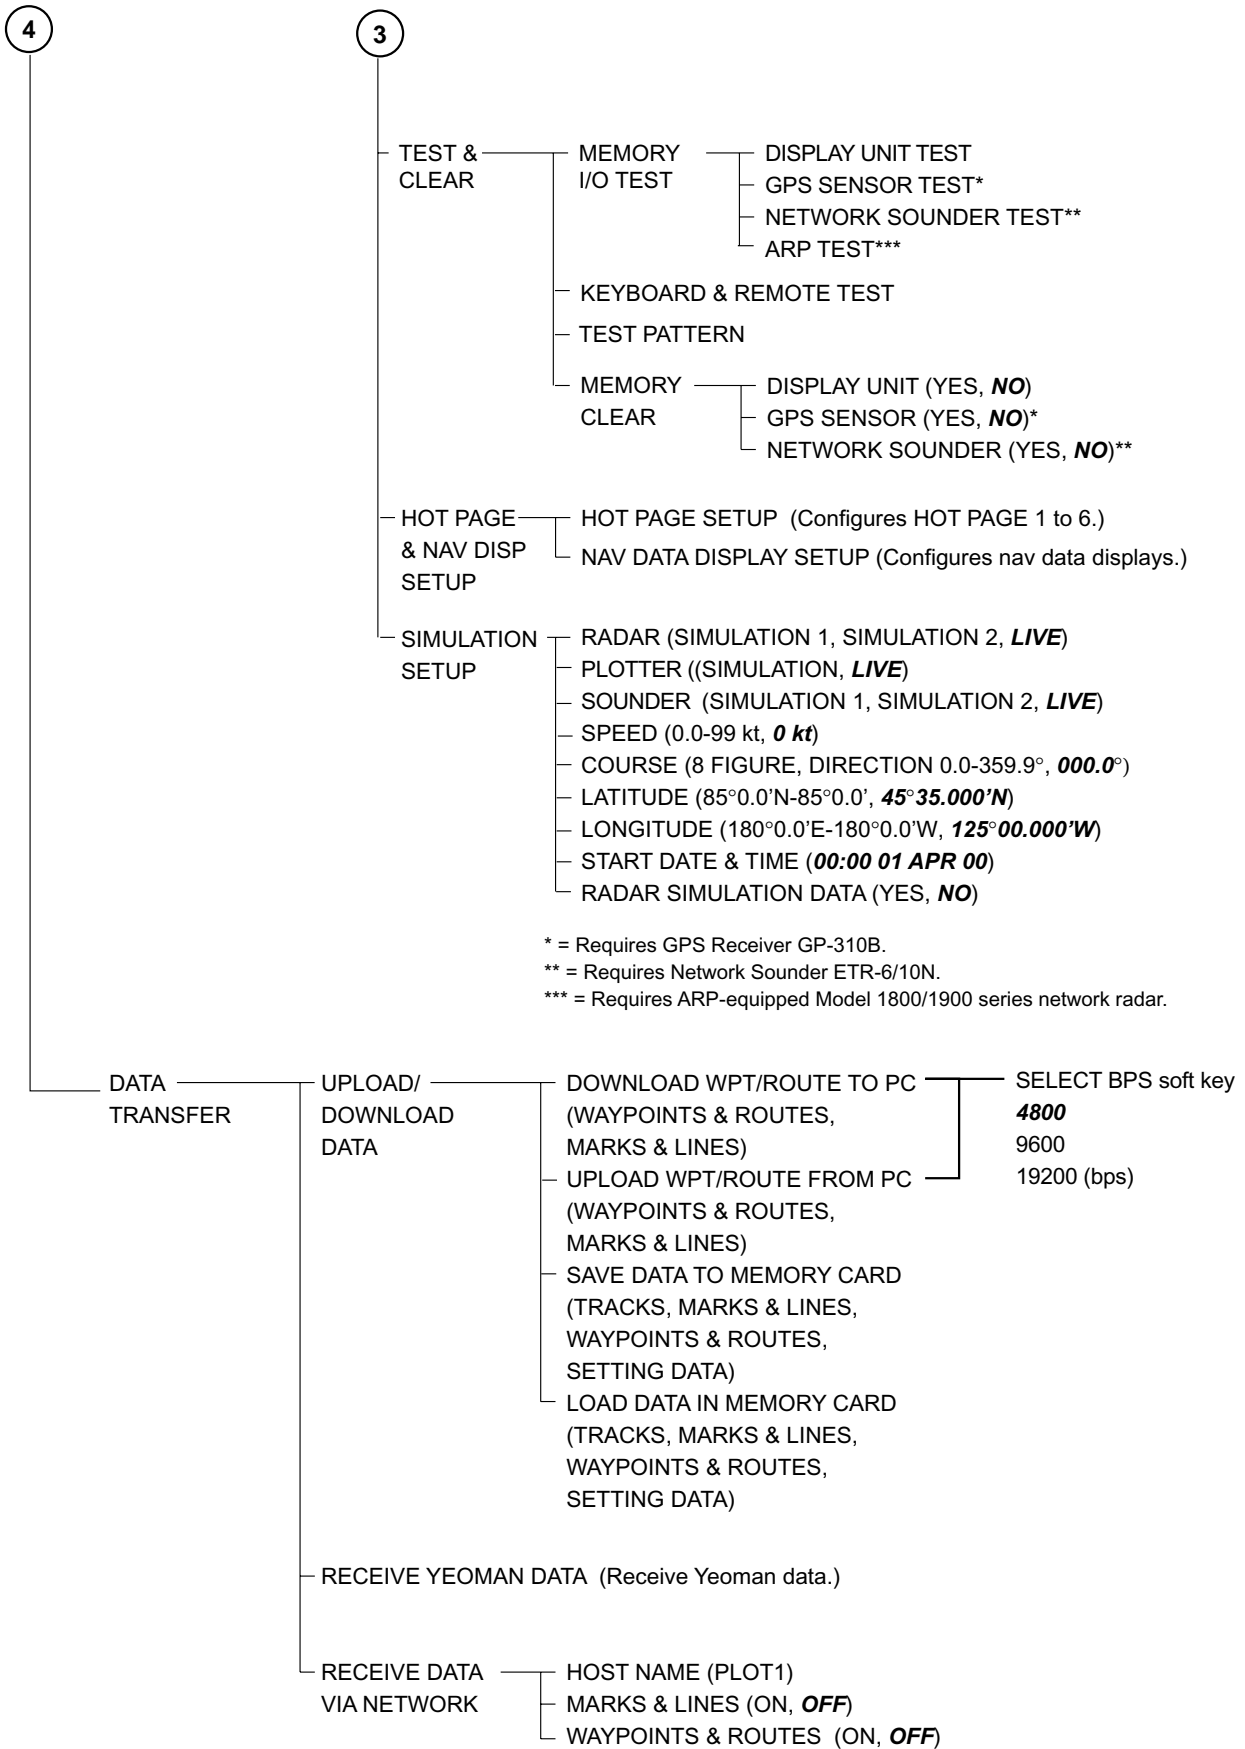 4
3
TEST &
CLEAR
MEMORY
I/O TEST
DISPLAY UNIT TEST
GPS SENSOR TEST*
NETWORK SOUNDER TEST**
ARP TEST***
KEYBOARD & REMOTE TEST
TEST PATTERN
MEMORY
CLEAR
DISPLAY UNIT (YES, NO)
GPS SENSOR (YES, NO)*
NETWORK SOUNDER (YES, NO)**
HOT PAGE
& NAV DISP
SETUP
HOT PAGE SETUP (Configures HOT PAGE 1 to 6.)
NAV DATA DISPLAY SETUP (Configures nav data displays.)
SIMULATION
SETUP
RADAR (SIMULATION 1, SIMULATION 2, LIVE)
PLOTTER ((SIMULATION, LIVE)
SOUNDER (SIMULATION 1, SIMULATION 2, LIVE)
SPEED (0.0-99 kt, 0 kt)
COURSE (8 FIGURE, DIRECTION 0.0-359.9°, 000.0°)
LATITUDE (85°0.0'N-85°0.0', 45°35.000'N)
LONGITUDE (180°0.0'E-180°0.0'W, 125°00.000'W)
START DATE & TIME (00:00 01 APR 00)
RADAR SIMULATION DATA (YES, NO)
* = Requires GPS Receiver GP-310B.
** = Requires Network Sounder ETR-6/10N.
*** = Requires ARP-equipped Model 1800/1900 series network radar.
DATA
TRANSFER
UPLOAD/
DOWNLOAD
DATA
DOWNLOAD WPT/ROUTE TO PC
(WAYPOINTS & ROUTES,
MARKS & LINES)
UPLOAD WPT/ROUTE FROM PC
(WAYPOINTS & ROUTES,
MARKS & LINES)
SAVE DATA TO MEMORY CARD
(TRACKS, MARKS & LINES,
WAYPOINTS & ROUTES,
SETTING DATA)
LOAD DATA IN MEMORY CARD
(TRACKS, MARKS & LINES,
WAYPOINTS & ROUTES,
SETTING DATA)
SELECT BPS soft key
4800
9600
19200 (bps)
RECEIVE YEOMAN DATA (Receive Yeoman data.)
RECEIVE DATA
VIA NETWORK
HOST NAME (PLOT1)
MARKS & LINES (ON, OFF)
WAYPOINTS & ROUTES (ON, OFF)